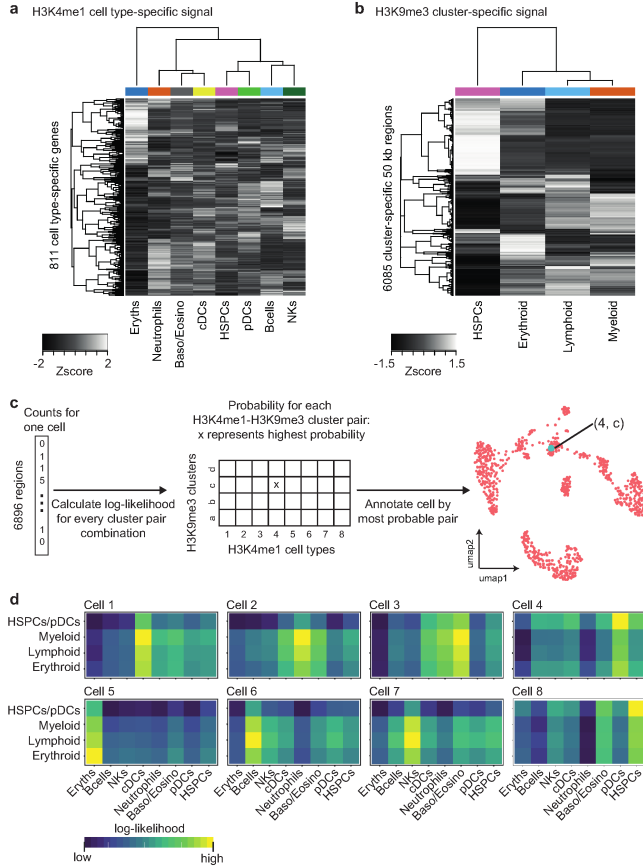 a
H3K4me1 cell type-specific signal
811 cell type-specific genes
Eryths
Neutrophils
Baso/Eosino
cDCs
HSPCs
pDCs
Bcells
NKs
-2
2
Zscore
b
H3K9me3 cluster-specific signal
6085 cluster-specific 50 kb regions
HSPCs
Erythroid
Lymphoid
Myeloid
-1.5
1.5
Zscore
c
Counts for
one cell
6896 regions
0
1
1
5
1
0
Calculate log-likelihood
for every cluster pair
combination
Probability for each
H3K4me1-H3K9me3 cluster pair:
x represents highest probability
H3K9me3 clusters
d
c
b
a
x
1 2 3 4 5 6 7 8
H3K4me1 cell types
Annotate cell by
most probable pair
(4, c)
umap2
umap1
d
Cell 1
Cell 2
Cell 3
Cell 4
HSPCs/pDCs
Myeloid
Lymphoid
Erythroid
Cell 5
Cell 6
Cell 7
Cell 8
HSPCs/pDCs
Myeloid
Lymphoid
Erythroid
Eryths
Bcells
NKs
cDCs
Neutrophils
Baso/Eosino
pDCs
HSPCs
Eryths
Bcells
NKs
cDCs
Neutrophils
Baso/Eosino
pDCs
HSPCs
Eryths
Bcells
NKs
cDCs
Neutrophils
Baso/Eosino
pDCs
HSPCs
Eryths
Bcells
NKs
cDCs
Neutrophils
Baso/Eosino
pDCs
HSPCs
log-likelihood
low
high